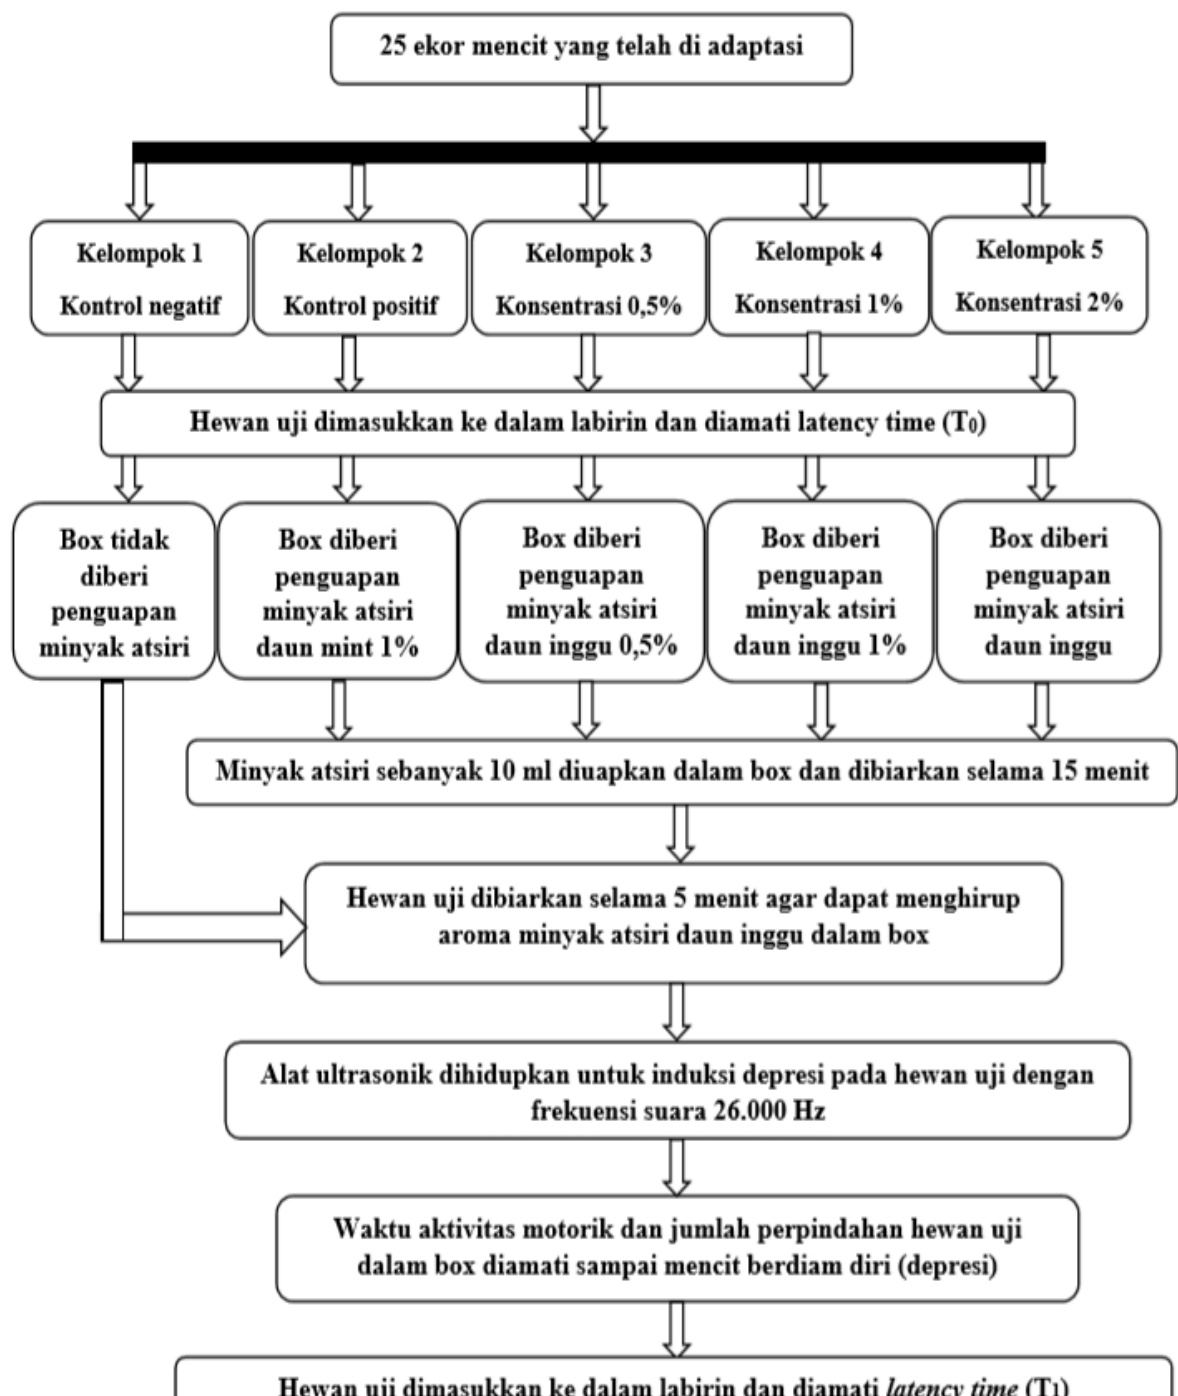 25 ekor mencit yang telah di adaptasi
Kelompok 1
Kontrol negatif
Kelompok 2
Kontrol positif
Kelompok 3
Konsentrasi 0,5%
Kelompok 4
Konsentrasi 1%
Kelompok 5
Konsentrasi 2%
Hewan uji dimasukkan ke dalam labirin dan diamati latency time (T₀)
Box tidak
diberi
penguapan
minyak atsiri
Box diberi
penguapan
minyak atsiri
daun mint 1%
Box diberi
penguapan
minyak atsiri
daun inggu 0,5%
Box diberi
penguapan
minyak atsiri
daun inggu 1%
Box diberi
penguapan
minyak atsiri
daun inggu
Minyak atsiri sebanyak 10 ml diuapkan dalam box dan dibiarkan selama 15 menit
Hewan uji dibiarkan selama 5 menit agar dapat menghirup
aroma minyak atsiri daun inggu dalam box
Alat ultrasonik dihidupkan untuk induksi depresi pada hewan uji dengan
frekuensi suara 26.000 Hz
Waktu aktivitas motorik dan jumlah perpindahan hewan uji
dalam box diamati sampai mencit berdiam diri (depresi)
Hewan uji dimasukkan ke dalam labirin dan diamati latency time (T₁)